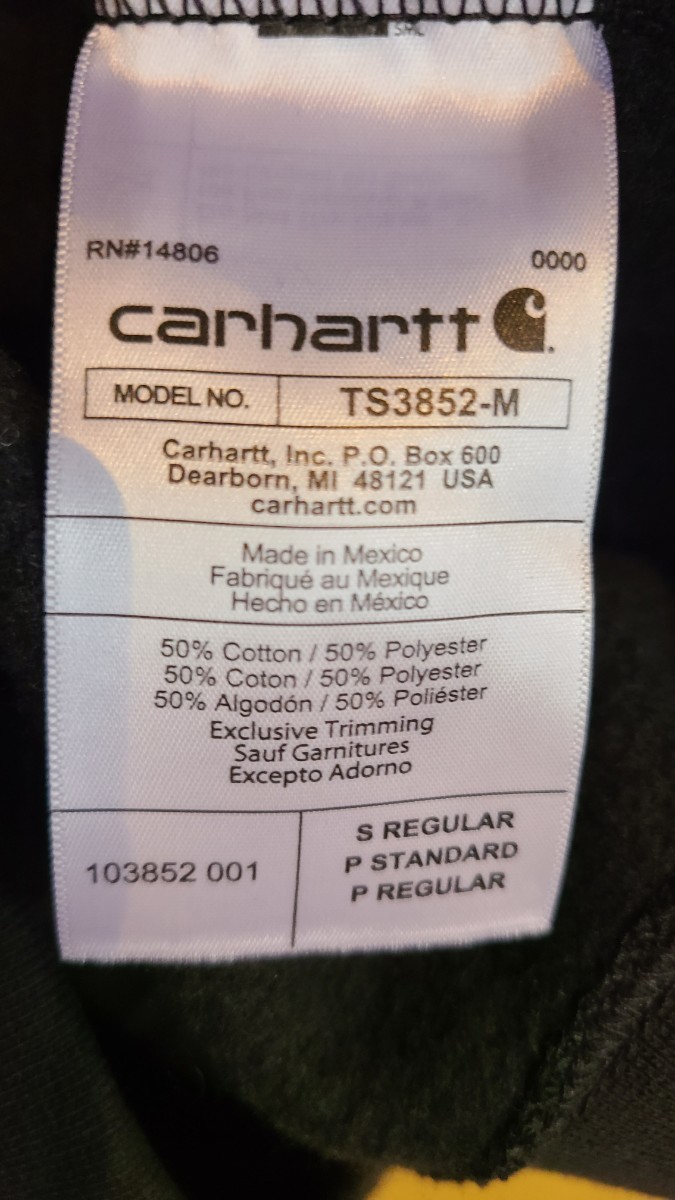 RN#14806 0000
carhartt
MODEL NO. TS3852-M
Carhartt, Inc. P.O. Box 600
Dearborn, MI 48121 USA
carhartt.com
Made in Mexico
Fabriqué au Mexique
Hecho en México
50% Cotton / 50% Polyester
50% Coton / 50% Polyester
50% Algodón / 50% Poliéster
Exclusive Trimming
Sauf Garnitures
Excepto Adorno
103852 001
S REGULAR
P STANDARD
P REGULAR